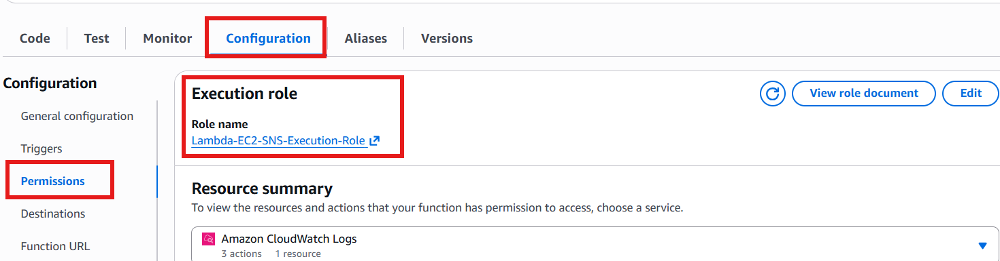 Code Test Monitor Configuration Aliases Versions
Configuration
General configuration
Triggers
Permissions
Destinations
Function URL
Execution role
View role document Edit
Role name
Lambda-EC2-SNS-Execution-Role
Resource summary
To view the resources and actions that your function has permission to access, choose a service.
Amazon CloudWatch Logs
3 actions 1 resource